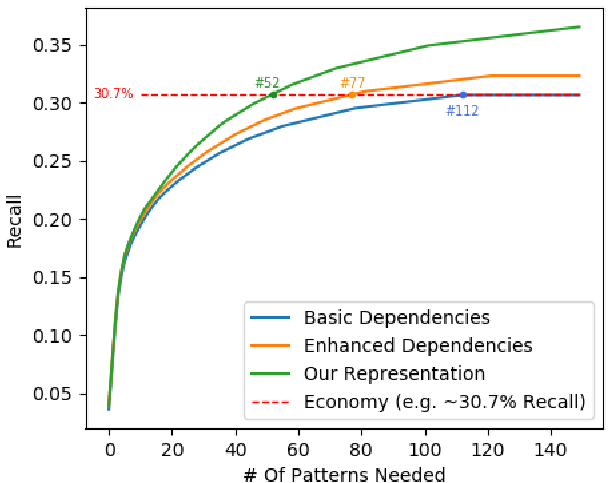 0.35
0.30
0.25
0.20
0.15
0.10
0.05
Recall
30.7%
#52
#77
#112
Basic Dependencies
Enhanced Dependencies
Our Representation
Economy (e.g. ~30.7% Recall)
0 20 40 60 80 100 120 140
# Of Patterns Needed